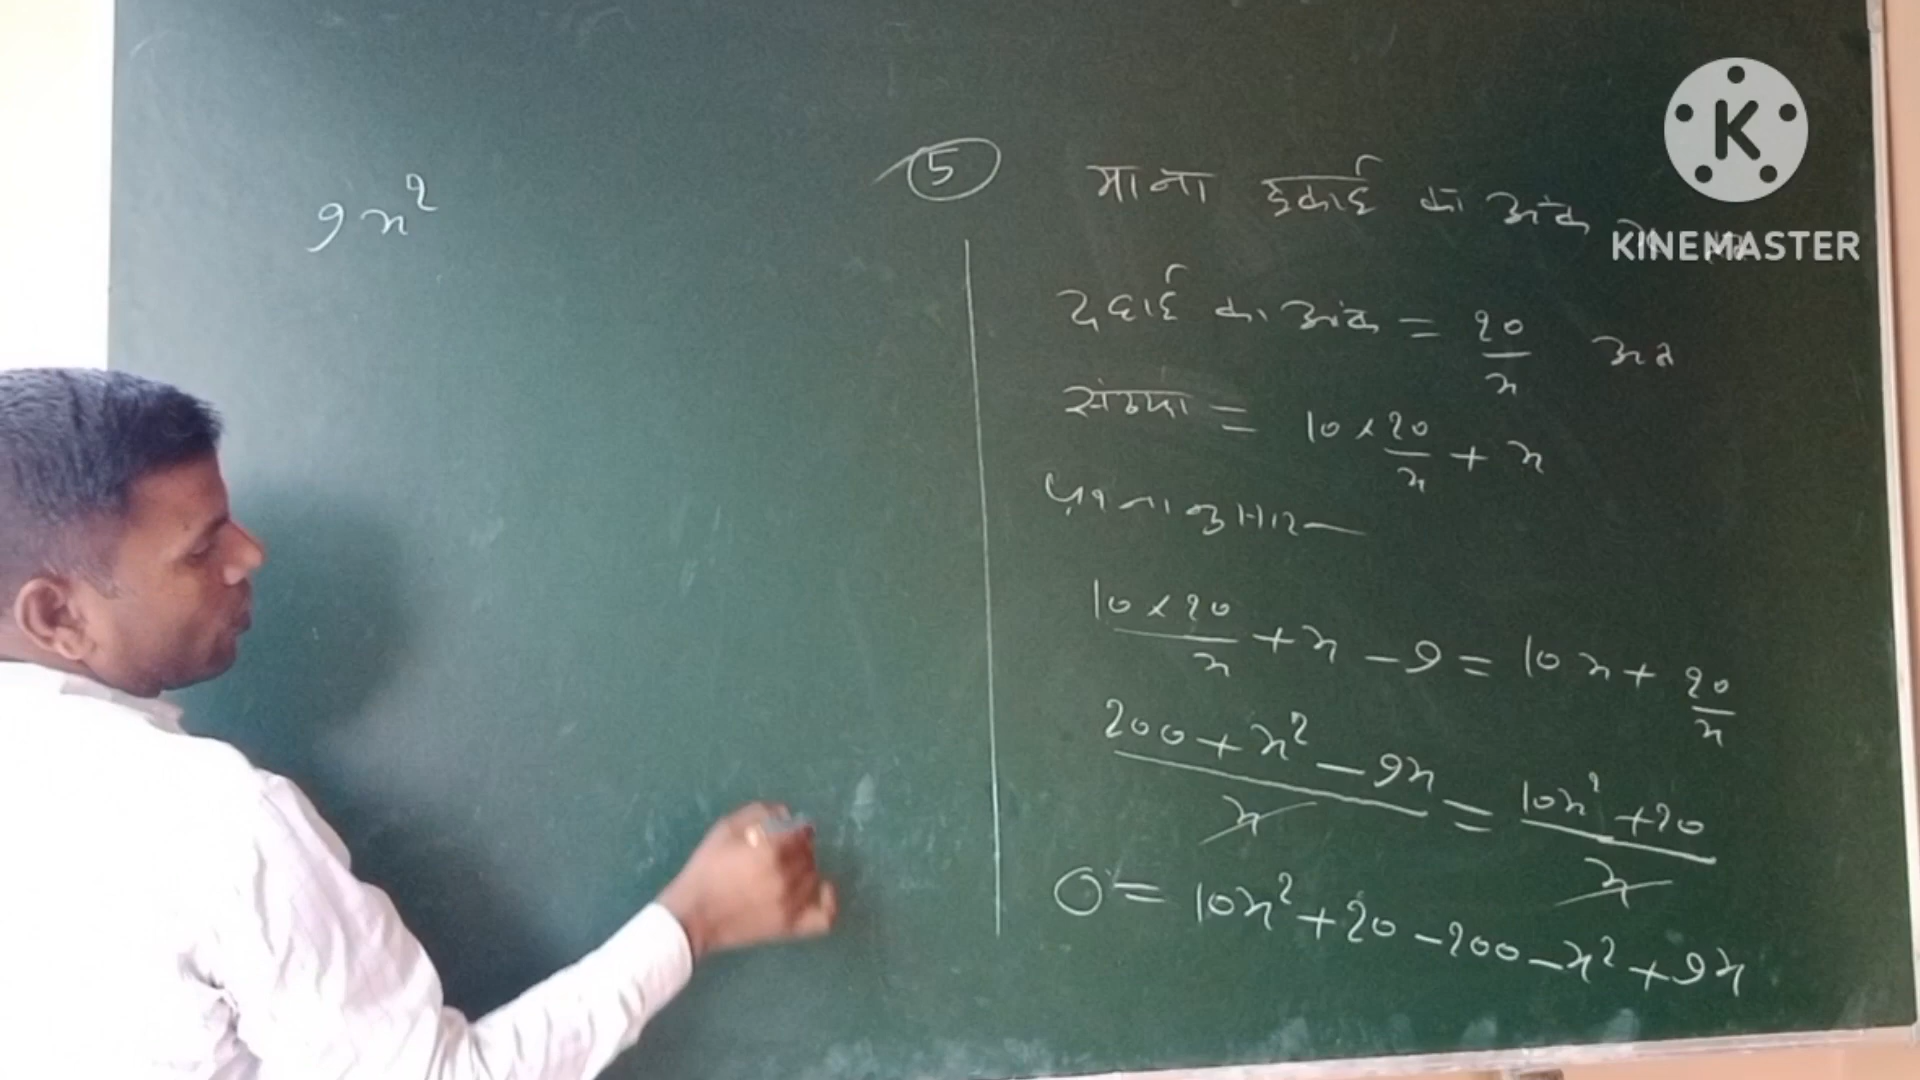 9x²
5 माना इकाई का अंक
दहाई का अंक = 20/x अतः
संख्या = 10 × 20/x + x
प्रश्नानुसार —
10 × 20/x + x - 9 = 10x + 20/x
200 + x² - 9x / x = 10x² + 20 / x
0 = 10x² + 20 - 200 - x² + 9x
K
KINEMASTER